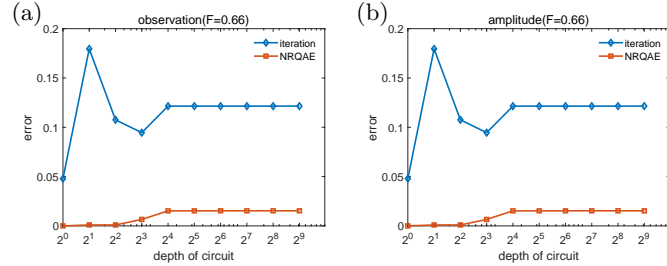 (a)
observation(F=0.66)
0.2
0.15
0.1
0.05
0
error
iteration
NRQAE
2^0 2^1 2^2 2^3 2^4 2^5 2^6 2^7 2^8 2^9
depth of circuit
(b)
amplitude(F=0.66)
0.2
0.15
0.1
0.05
0
error
iteration
NRQAE
2^0 2^1 2^2 2^3 2^4 2^5 2^6 2^7 2^8 2^9
depth of circuit